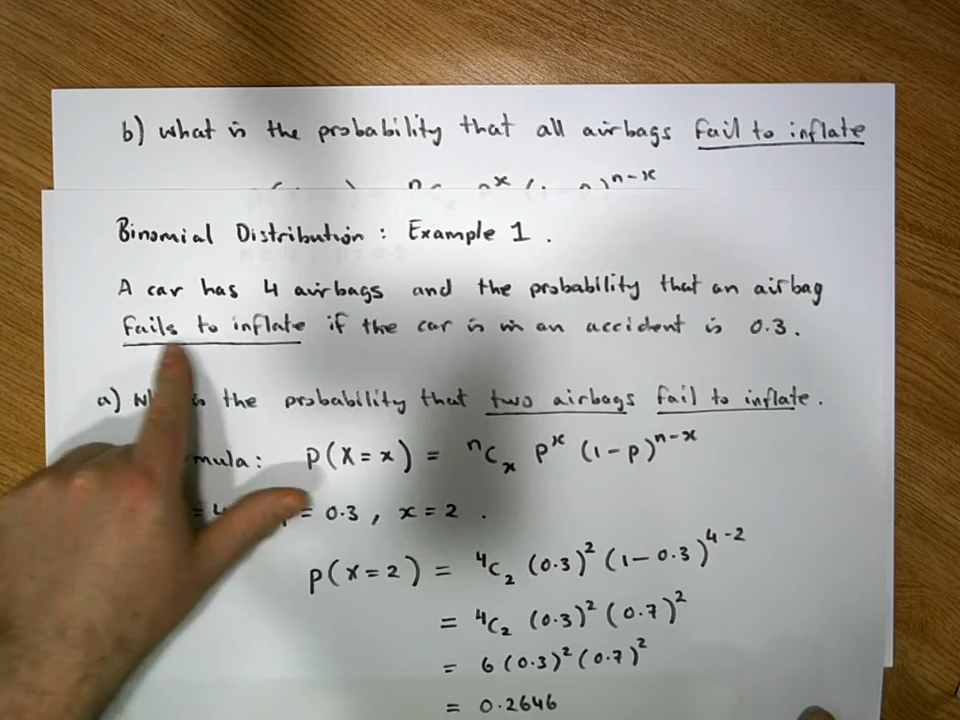 b) what is the probability that all airbags fail to inflate
Binomial Distribution : Example 1 .
A car has 4 airbags and the probability that an airbag
fails to inflate if the car is in an accident is 0.3 .
a) is the probability that two airbags fail to inflate .
P(X = x) = ⁿCₓ pˣ (1-p)ⁿ⁻ˣ
= 0.3 , x = 2 .
P(X = 2) = ⁴C₂ (0.3)² (1-0.3)⁴⁻²
= ⁴C₂ (0.3)² (0.7)²
= 6 (0.3)² (0.7)²
= 0.2646